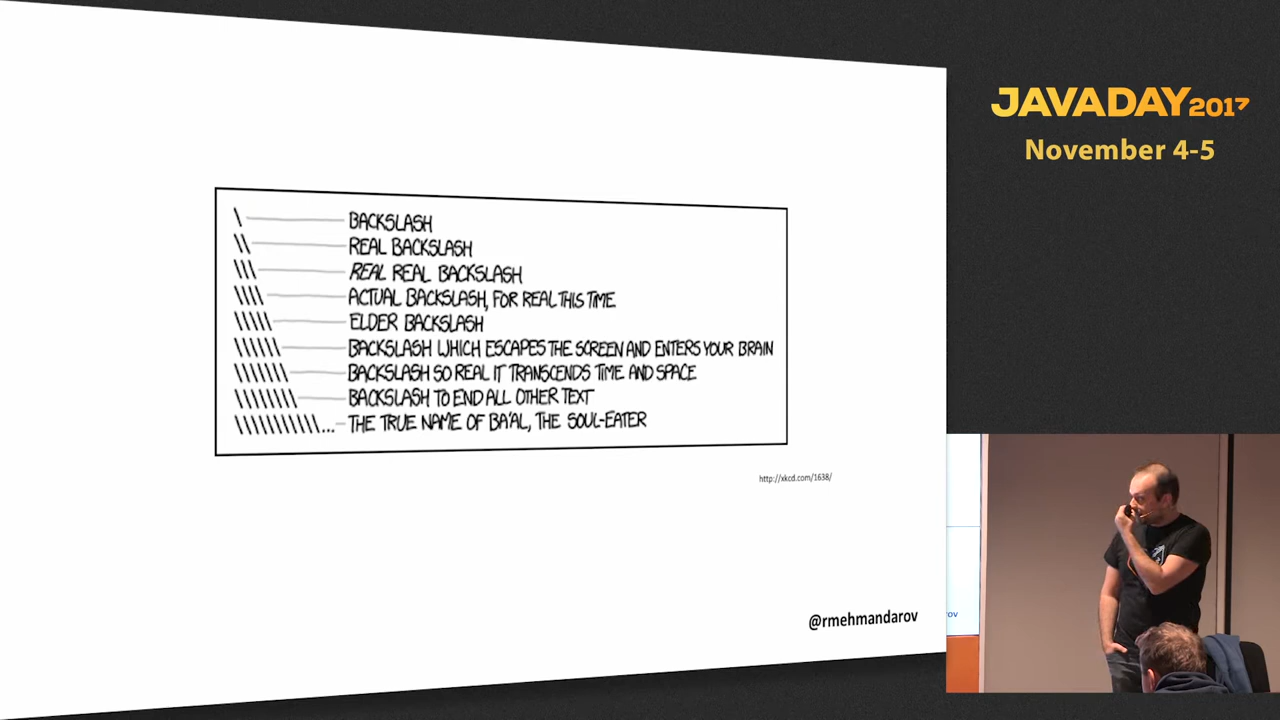 \ BACKSLASH
\\ REAL BACKSLASH
\\\ REAL REAL BACKSLASH
\\\\ ACTUAL BACKSLASH, FOR REAL THIS TIME
\\\\\ ELDER BACKSLASH
\\\\\\ BACKSLASH WHICH ESCAPES THE SCREEN AND ENTERS YOUR BRAIN
\\\\\\\ BACKSLASH SO REAL IT TRANSCENDS TIME AND SPACE
\\\\\\\\ BACKSLASH TO END ALL OTHER TEXT
\\\\\\\\\\\... THE TRUE NAME OF BA'AL, THE SOUL-EATER
http://xkcd.com/1638/
@rmehmandarov
JAVADAY2017
November 4-5
ov